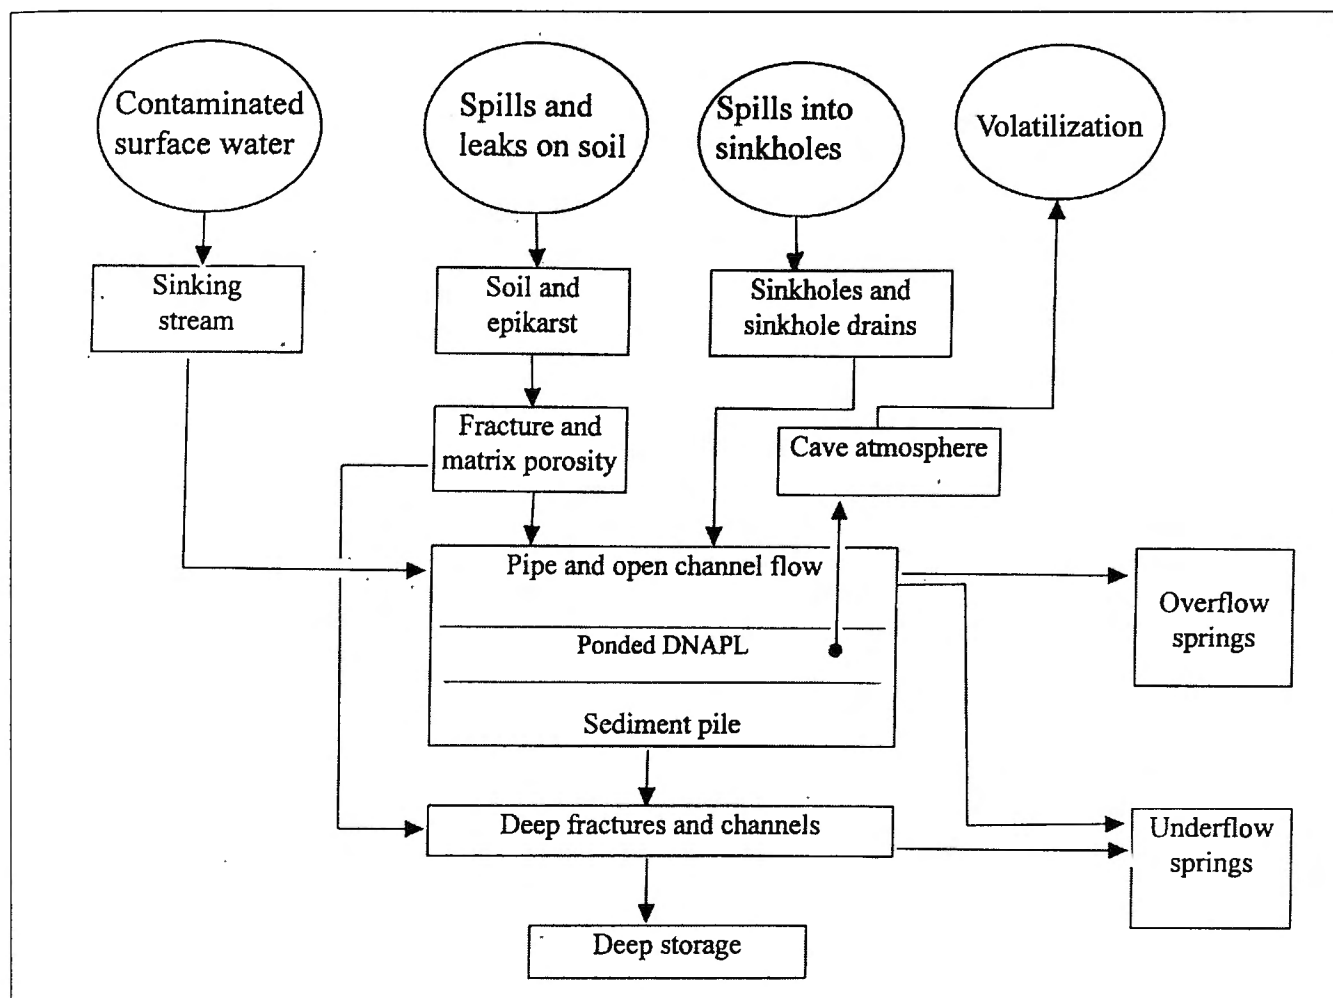 Contaminated
surface water
Spills and
leaks on soil
Spills into
sinkholes
Volatilization
Sinking
stream
Soil and
epikarst
Sinkholes and
sinkhole drains
Fracture and
matrix porosity
Cave atmosphere
Pipe and open channel flow
Ponded DNAPL
Sediment pile
Overflow
springs
Deep fractures and channels
Underflow
springs
Deep storage